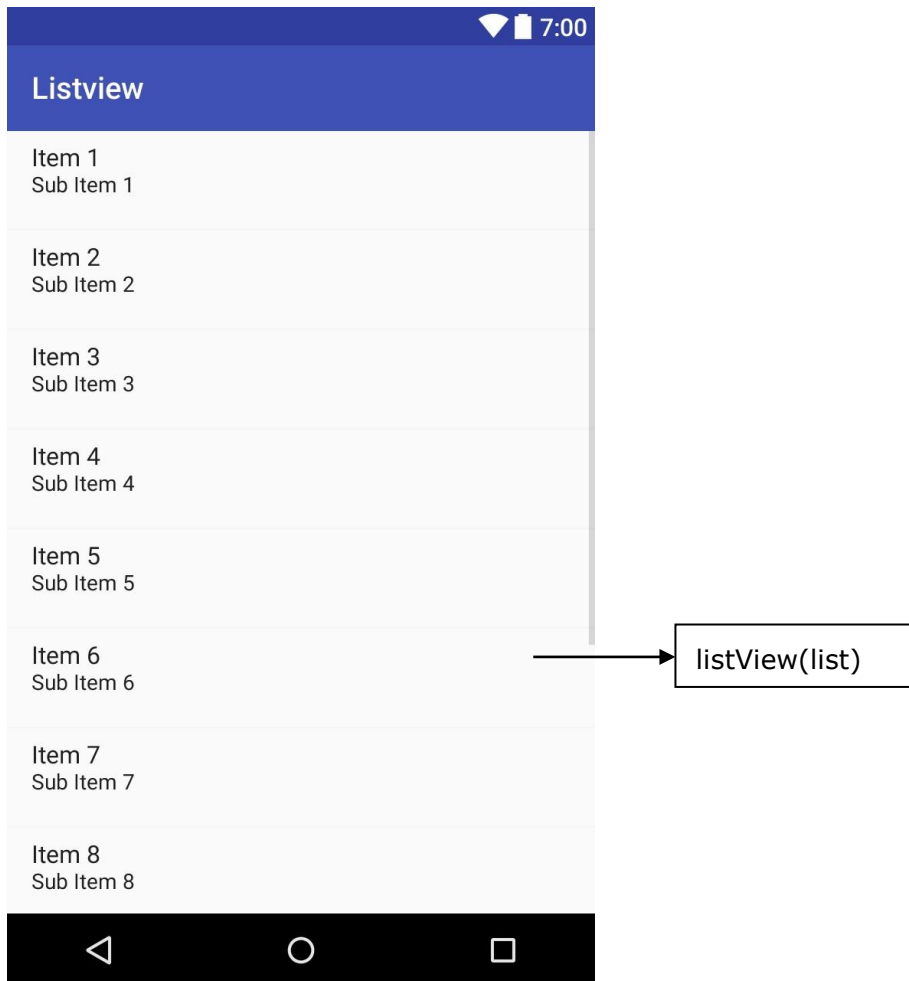 7:00
Listview
Item 1
Sub Item 1
Item 2
Sub Item 2
Item 3
Sub Item 3
Item 4
Sub Item 4
Item 5
Sub Item 5
Item 6
Sub Item 6
listView(list)
Item 7
Sub Item 7
Item 8
Sub Item 8